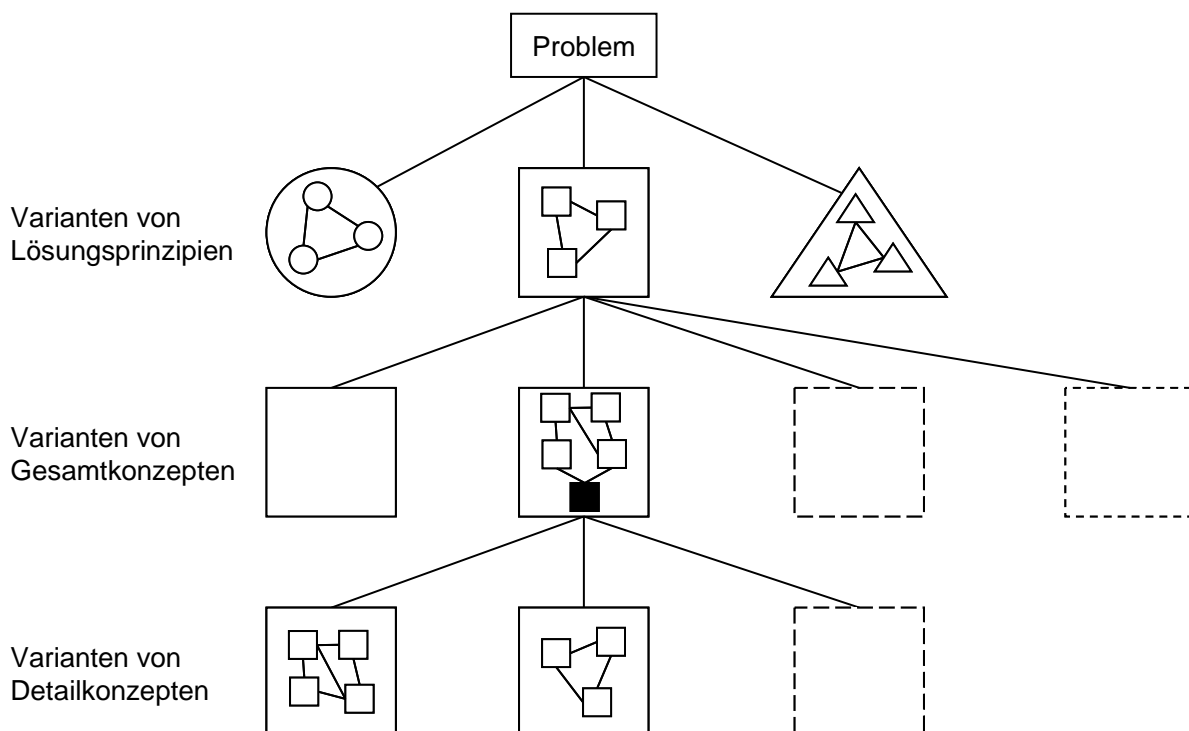 Problem
Varianten von
Lösungsprinzipien
Varianten von
Gesamtkonzepten
Varianten von
Detailkonzepten